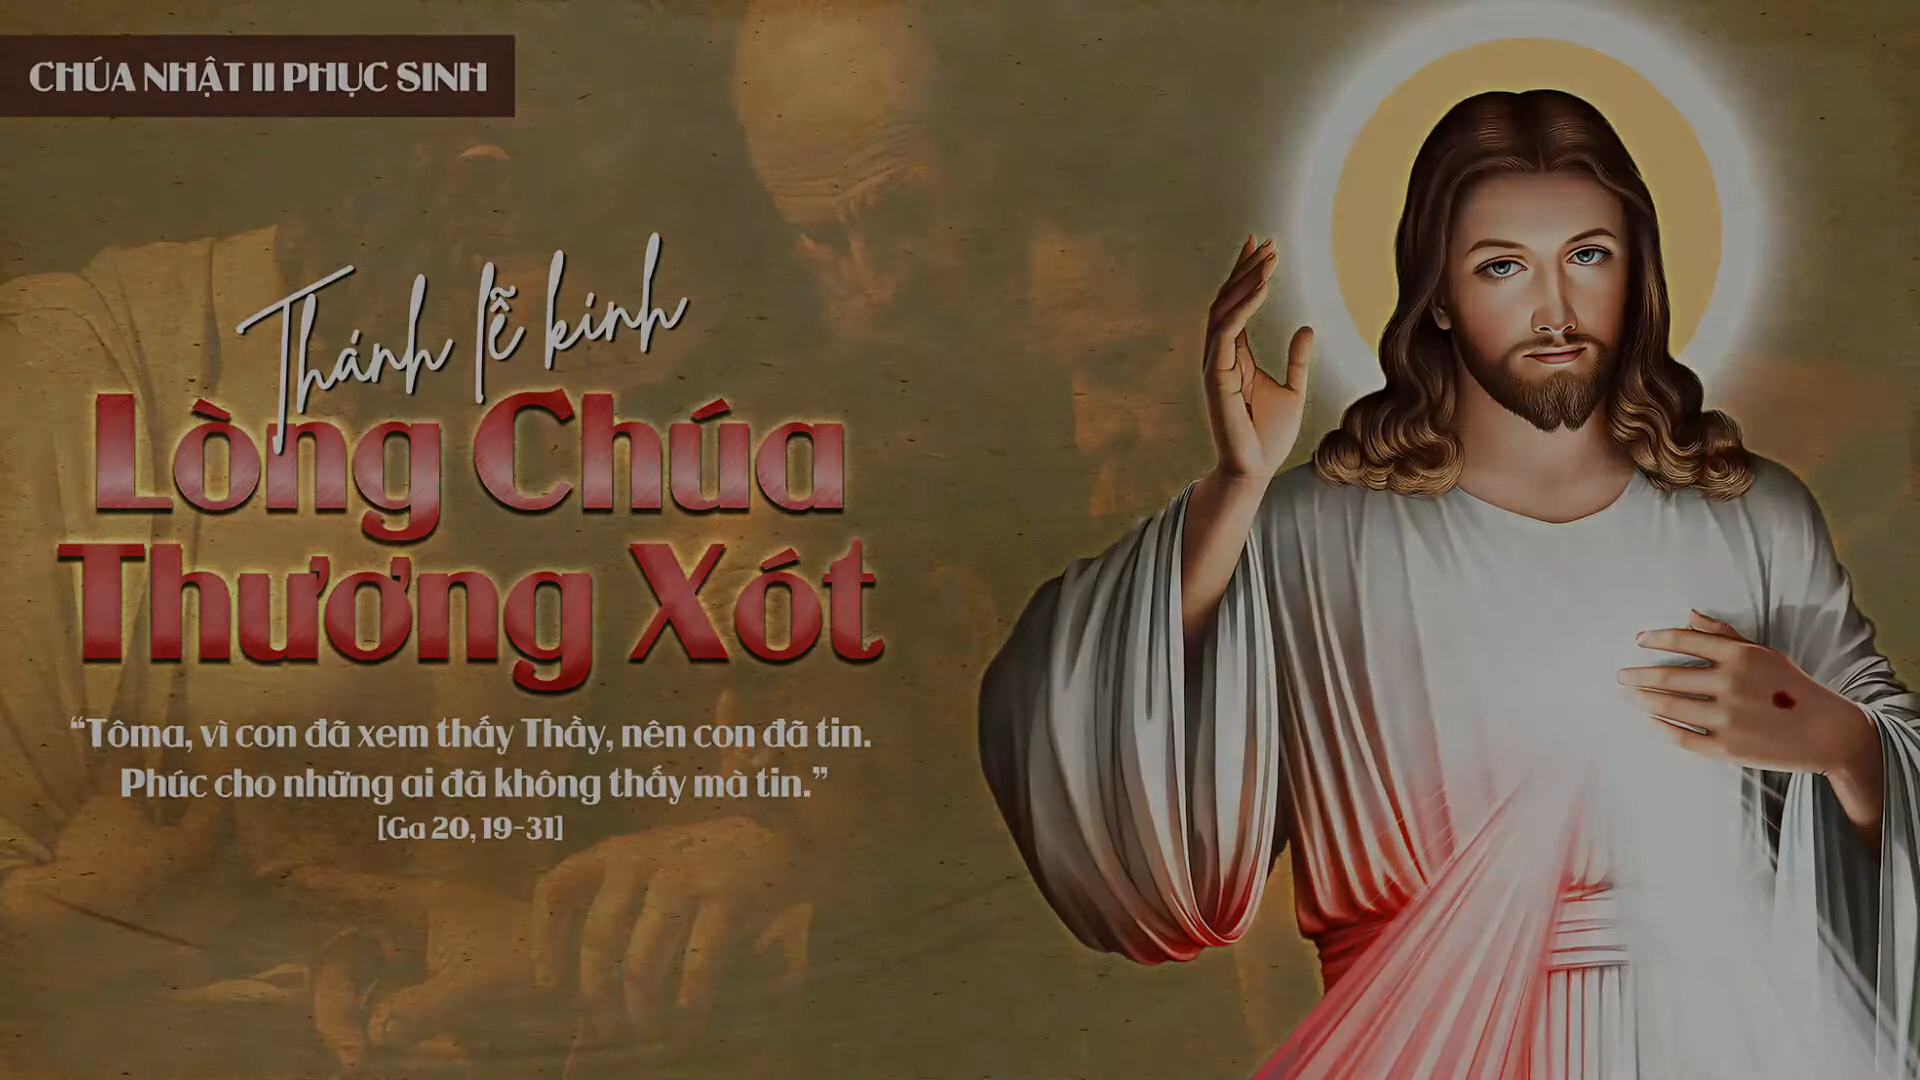 CHÚA NHẬT II PHỤC SINH
Thánh lễ kính
Lòng Chúa
Thương Xót
“Tôma, vì con đã xem thấy Thầy, nên con đã tin.
Phúc cho những ai đã không thấy mà tin.”
[Ga 20, 19-31]